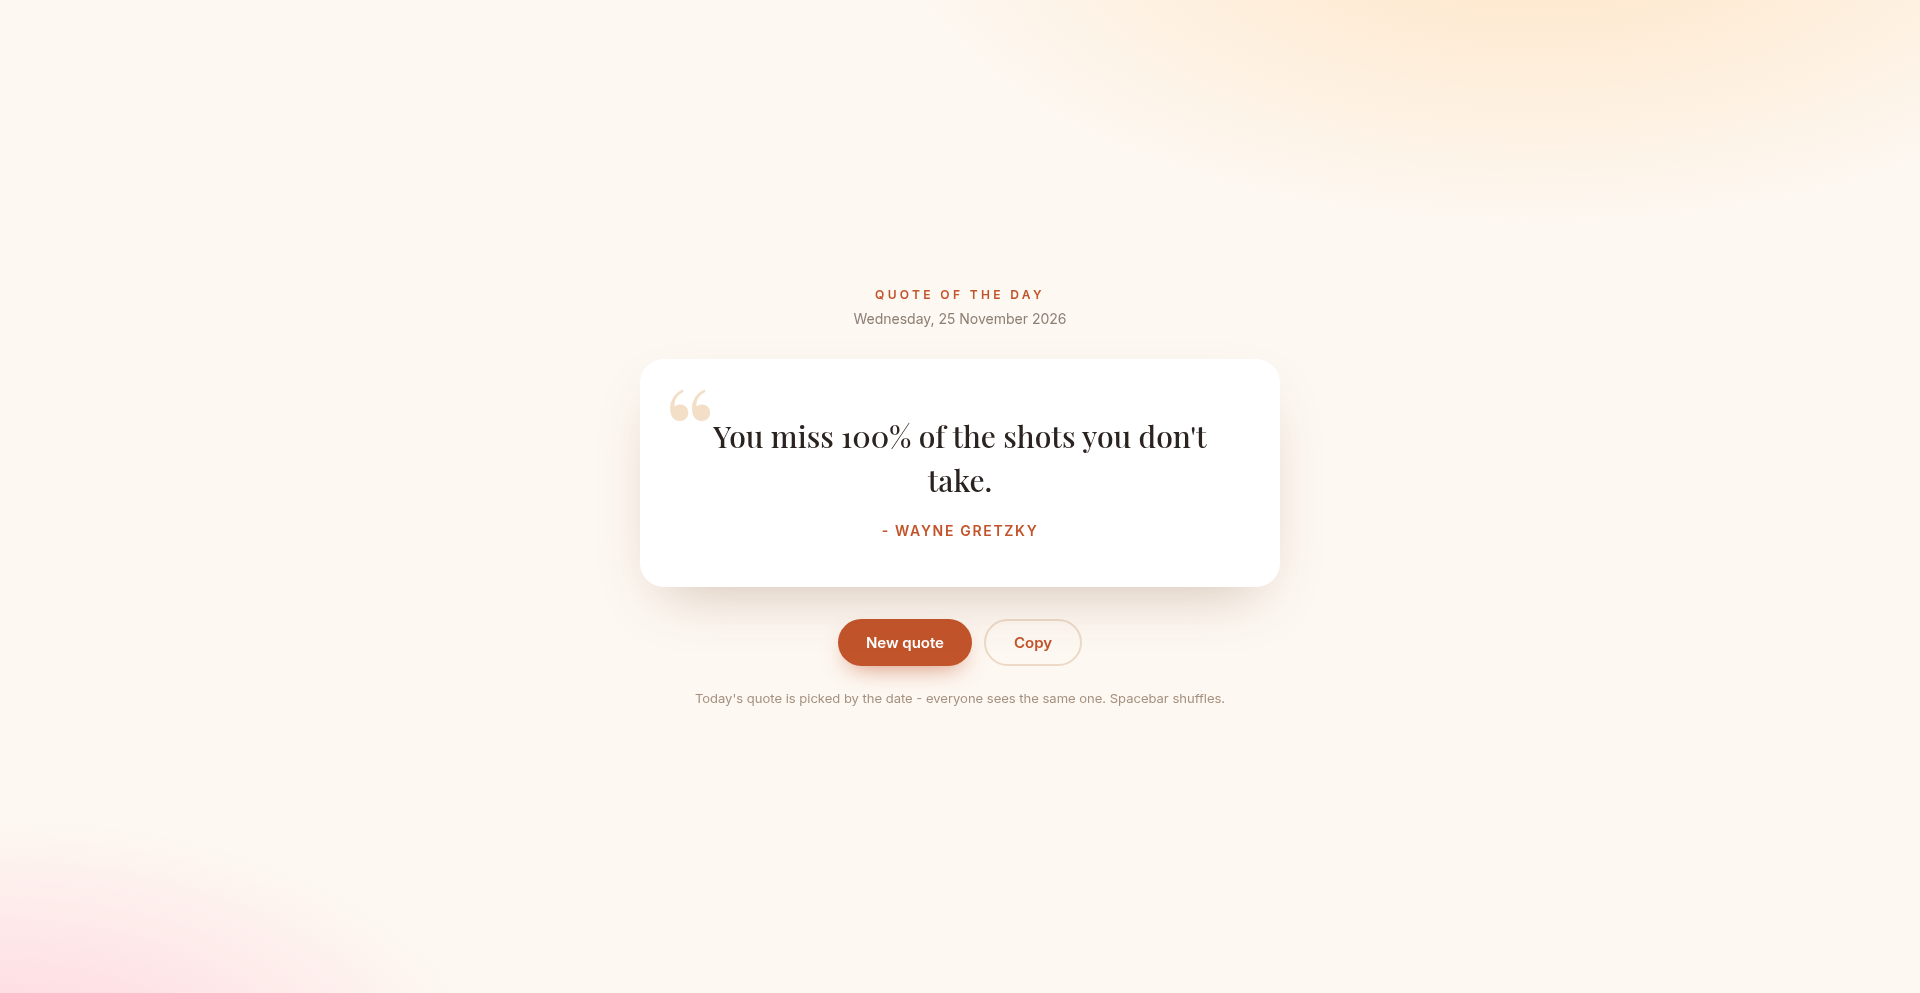 QUOTE OF THE DAY
Wednesday, 25 November 2026
“
You miss 100% of the shots you don't
take.
- WAYNE GRETZKY
New quote Copy
Today's quote is picked by the date - everyone sees the same one. Spacebar shuffles.